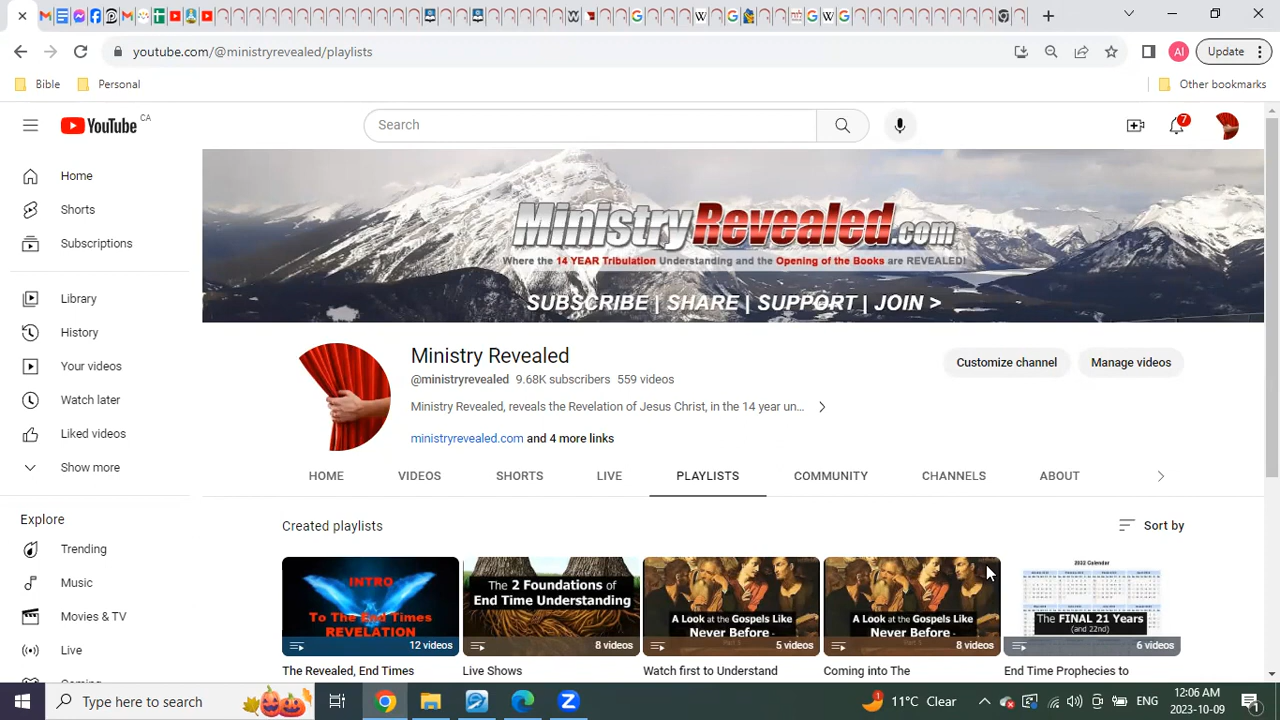 youtube.com/@ministryrevealed/playlists
AI
Update
Bible
Personal
Other bookmarks
YouTube CA
Search
7
Home
Shorts
Subscriptions
Library
History
Your videos
Watch later
Liked videos
Show more
Explore
Trending
Music
Movies & TV
Live
MinistryRevealed.com
Where the 14 YEAR Tribulation Understanding and the Opening of the Books are REVEALED!
SUBSCRIBE | SHARE | SUPPORT | JOIN >
Ministry Revealed
@ministryrevealed 9.68K subscribers 559 videos
Ministry Revealed, reveals the Revelation of Jesus Christ, in the 14 year un...
ministryrevealed.com and 4 more links
Customize channel
Manage videos
HOME
VIDEOS
SHORTS
LIVE
PLAYLISTS
COMMUNITY
CHANNELS
ABOUT
Created playlists
Sort by
INTRO
To The End Times
REVELATION
12 videos
The Revealed, End Times
The 2 Foundations of
End Time Understanding
8 videos
Live Shows
A Look at the Gospels Like
Never Before -
5 videos
Watch first to Understand
A Look at the Gospels Like
Never Before -
8 videos
Coming into The
2022 Calendar
The FINAL 21 Years
(and 22nd)
6 videos
End Time Prophecies to
Type here to search
1
11°C Clear
ENG
12:06 AM
2023-10-09
1